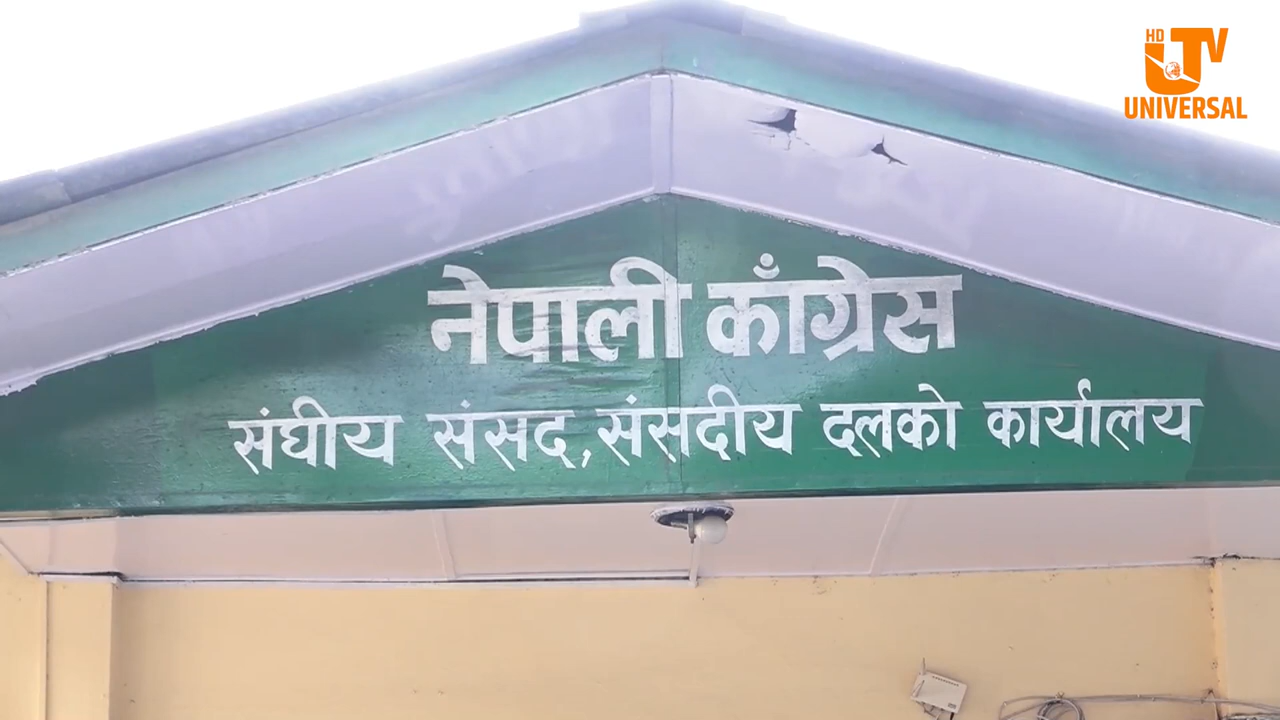 HD
UTV
UNIVERSAL
नेपाली काँग्रेस
संघीय संसद, संसदीय दलको कार्यालय